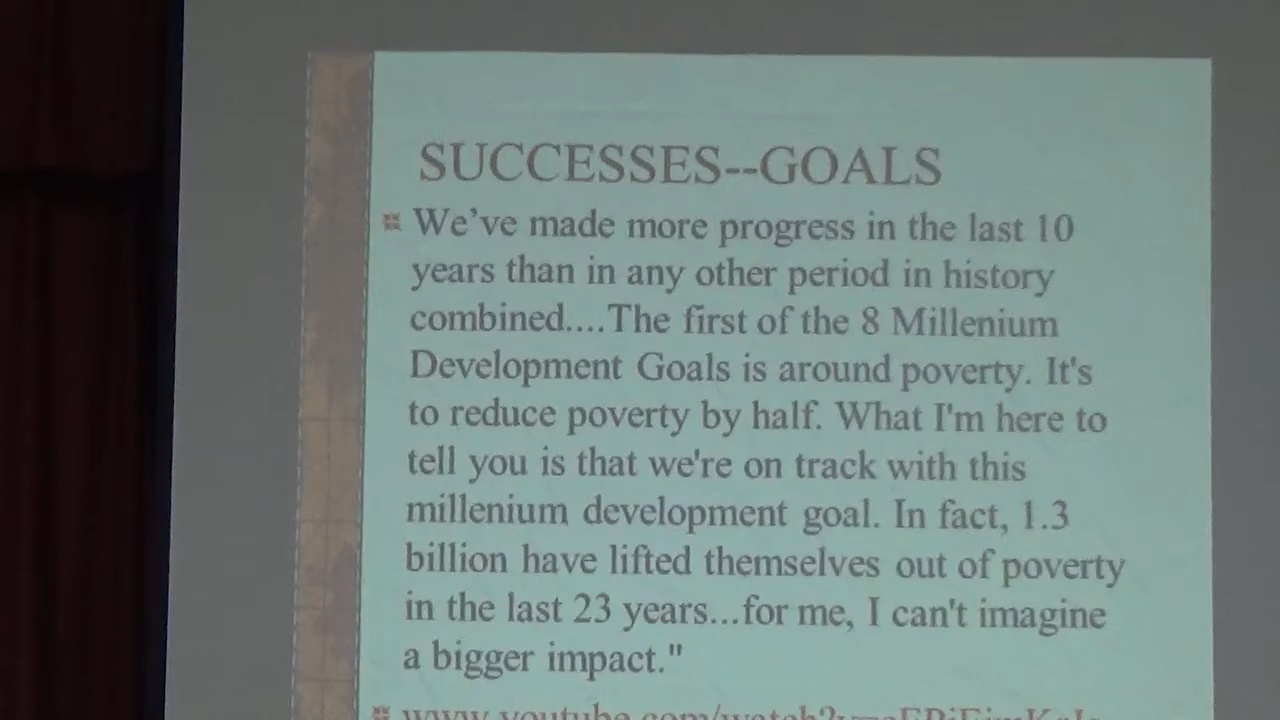 SUCCESSES--GOALS
We've made more progress in the last 10
years than in any other period in history
combined....The first of the 8 Millenium
Development Goals is around poverty. It's
to reduce poverty by half. What I'm here to
tell you is that we're on track with this
millenium development goal. In fact, 1.3
billion have lifted themselves out of poverty
in the last 23 years...for me, I can't imagine
a bigger impact."